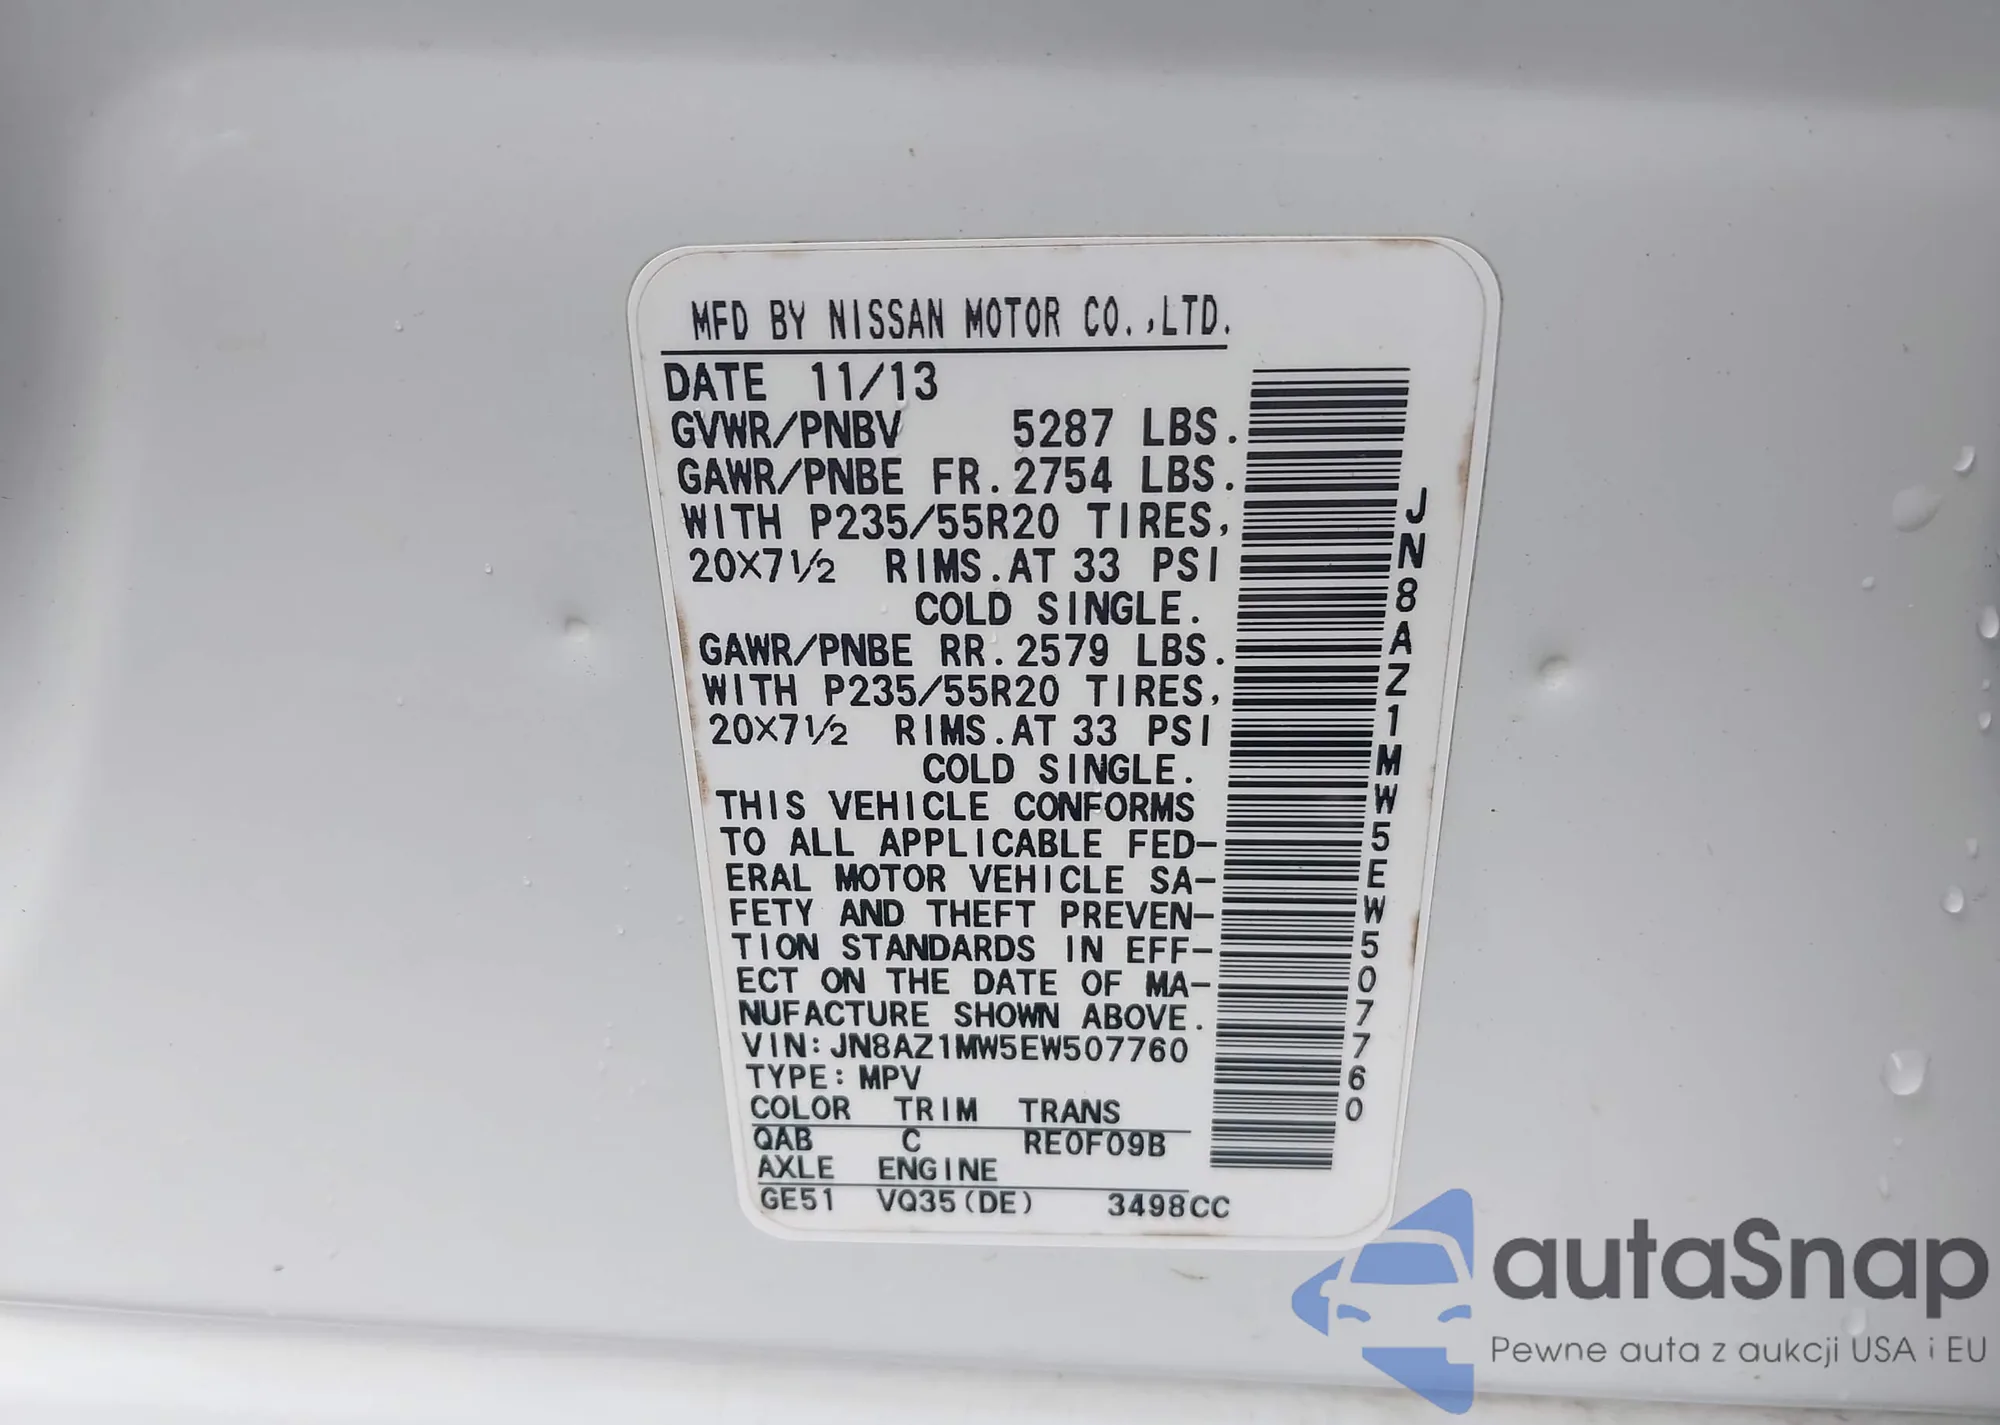 MFD BY NISSAN MOTOR CO.,LTD.
DATE 11/13
GVWR/PNBV 5287 LBS.
GAWR/PNBE FR. 2754 LBS.
WITH P235/55R20 TIRES,
20X7½ RIMS. AT 33 PSI
COLD SINGLE.
GAWR/PNBE RR. 2579 LBS.
WITH P235/55R20 TIRES,
20X7½ RIMS. AT 33 PSI
COLD SINGLE.
THIS VEHICLE CONFORMS
TO ALL APPLICABLE FED-
ERAL MOTOR VEHICLE SA-
FETY AND THEFT PREVEN-
TION STANDARDS IN EFF-
ECT ON THE DATE OF MA-
NUFACTURE SHOWN ABOVE.
VIN: JN8AZ1MW5EW507760
TYPE: MPV
COLOR TRIM TRANS
QAB C RE0F09B
AXLE ENGINE
GE51 VQ35(DE) 3498CC
JN8AZ1MW5EW507760
autaSnap
Pewne auta z aukcji USA i EU